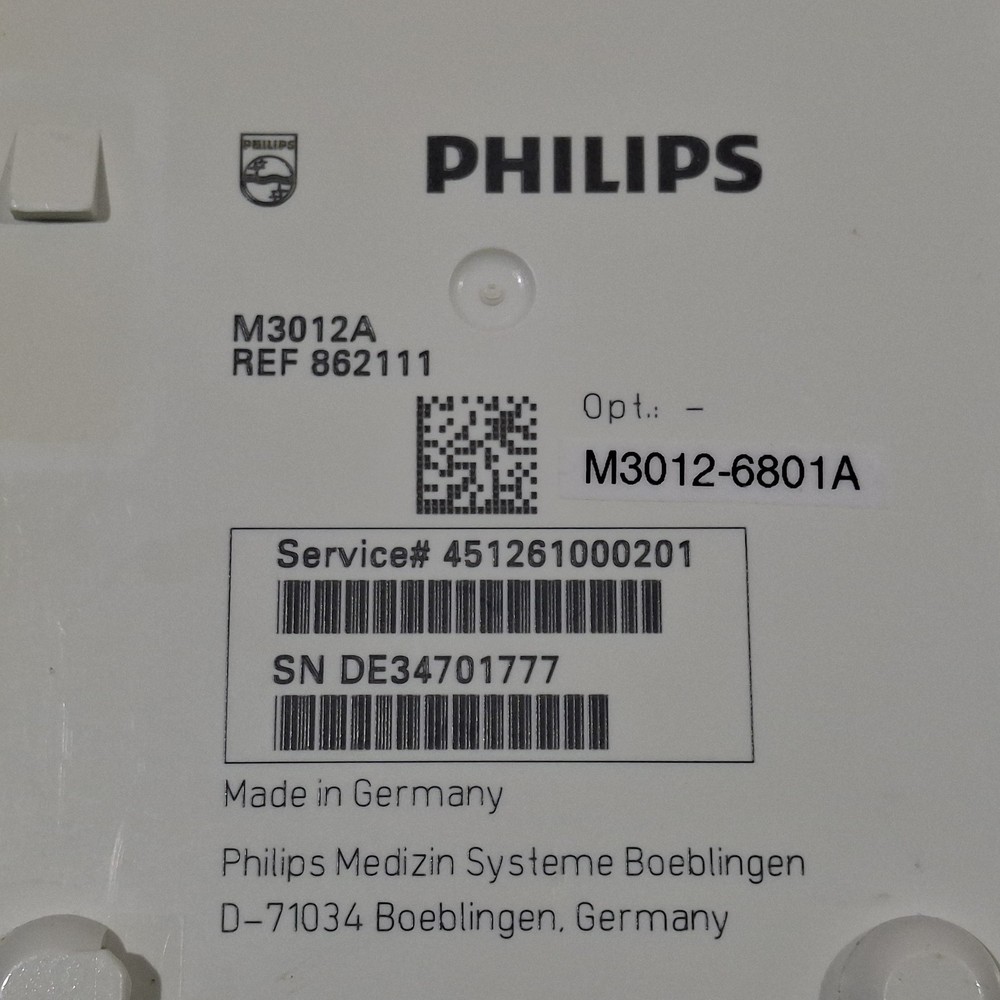 PHILIPS
PHILIPS
M3012A
REF 862111
Opt.: –
M3012-6801A
Service# 451261000201
SN DE34701777
Made in Germany
Philips Medizin Systeme Boeblingen
D-71034 Boeblingen, Germany